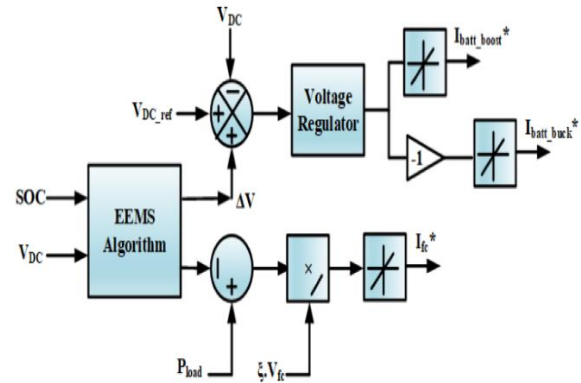 V_DC
V_DC_ref
Voltage
Regulator
I_batt_boost*
-1
I_batt_buck*
SOC
V_DC
EEMS
Algorithm
ΔV
I_fc*
P_load
ξ.V_fc